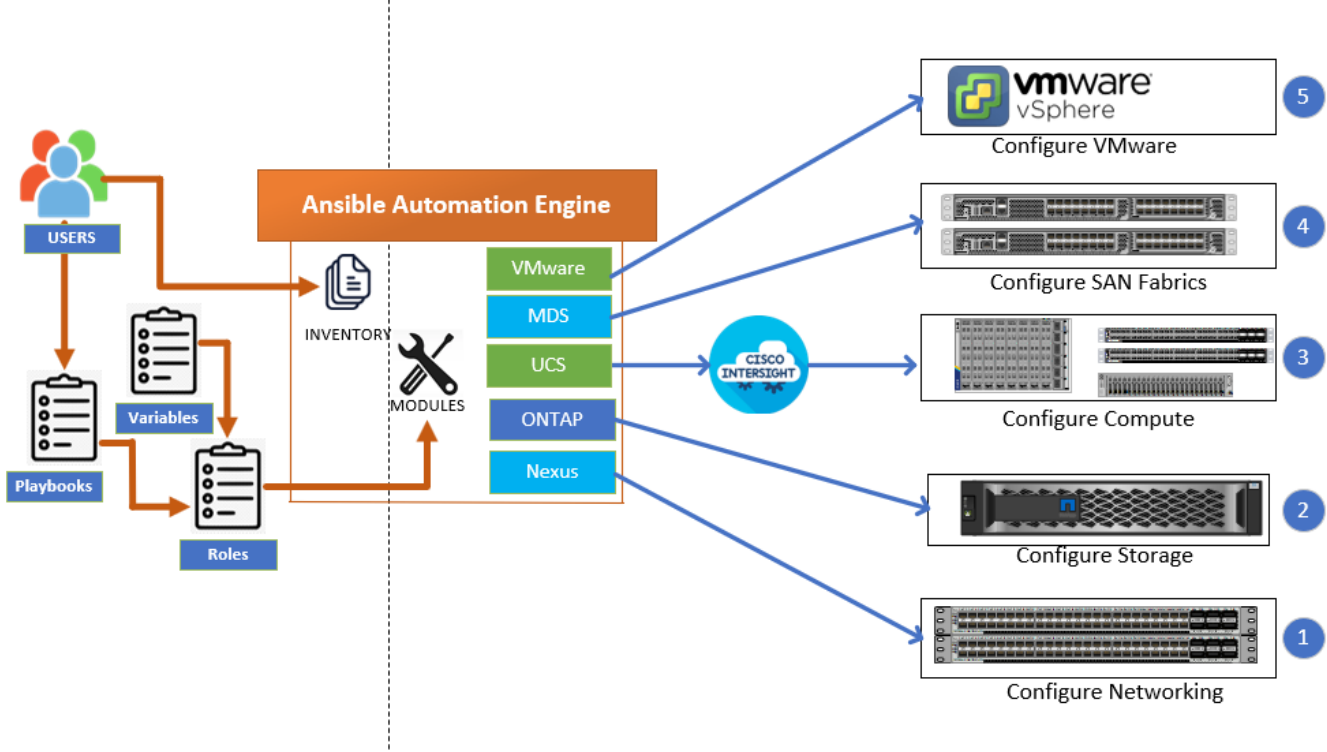 USERS
Variables
Playbooks
Roles
Ansible Automation Engine
INVENTORY
MODULES
VMware
MDS
UCS
ONTAP
Nexus
CISCO
INTERSIGHT
vmware
vSphere
5
Configure VMware
4
Configure SAN Fabrics
3
Configure Compute
2
Configure Storage
1
Configure Networking